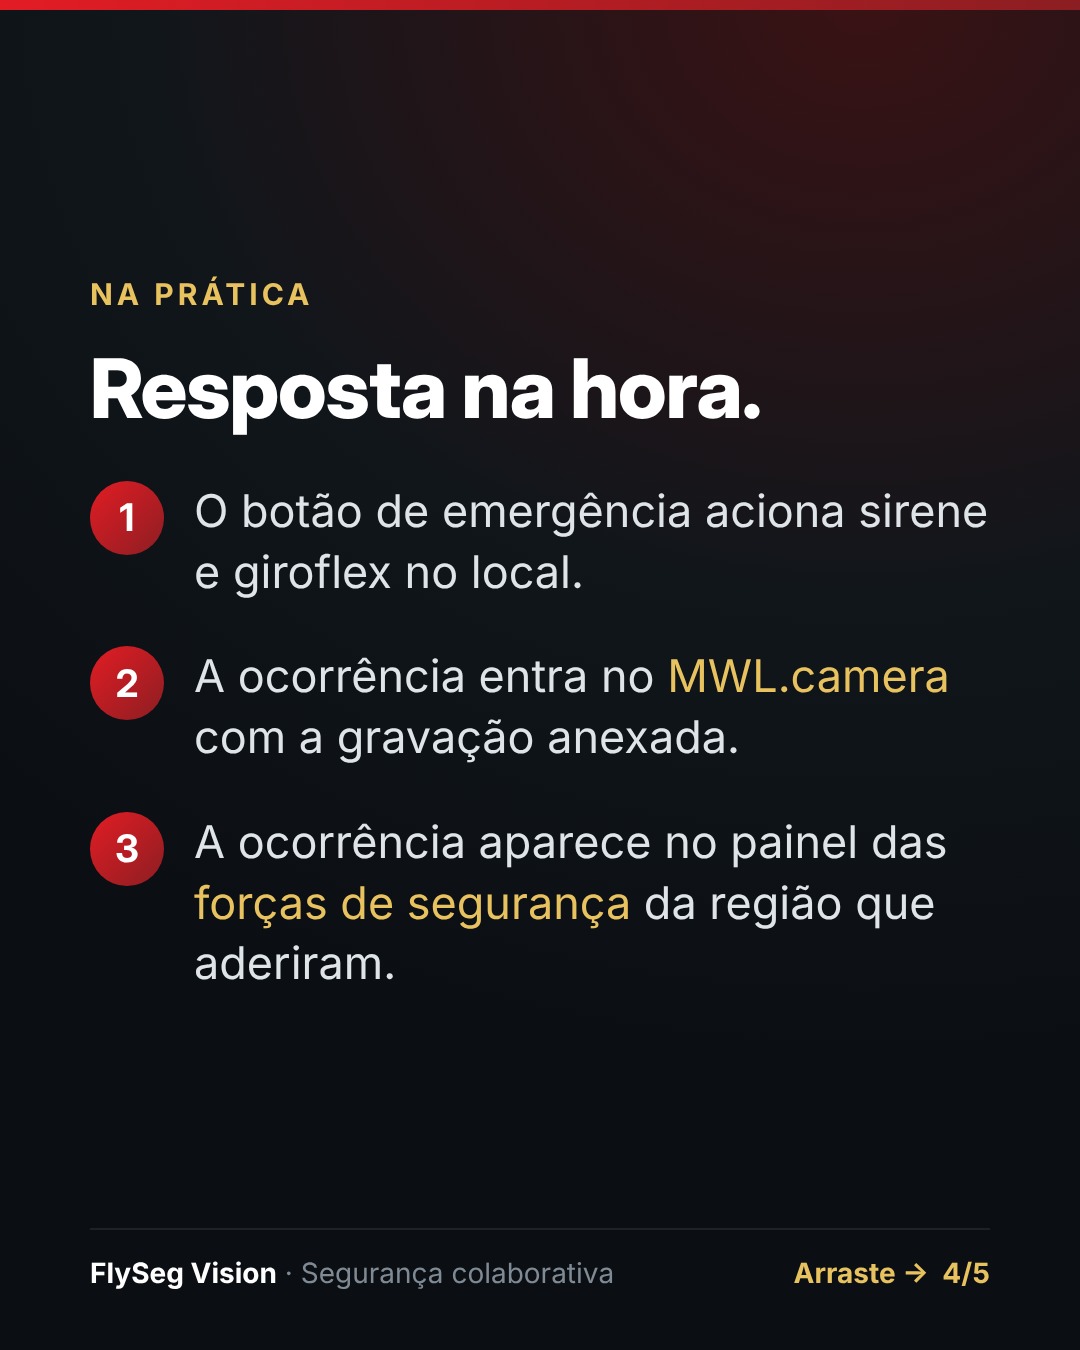 NA PRÁTICA
Resposta na hora.
1 O botão de emergência aciona sirene
e giroflex no local.
2 A ocorrência entra no MWL.camera
com a gravação anexada.
3 A ocorrência aparece no painel das
forças de segurança da região que
aderiram.
FlySeg Vision · Segurança colaborativa Arraste → 4/5